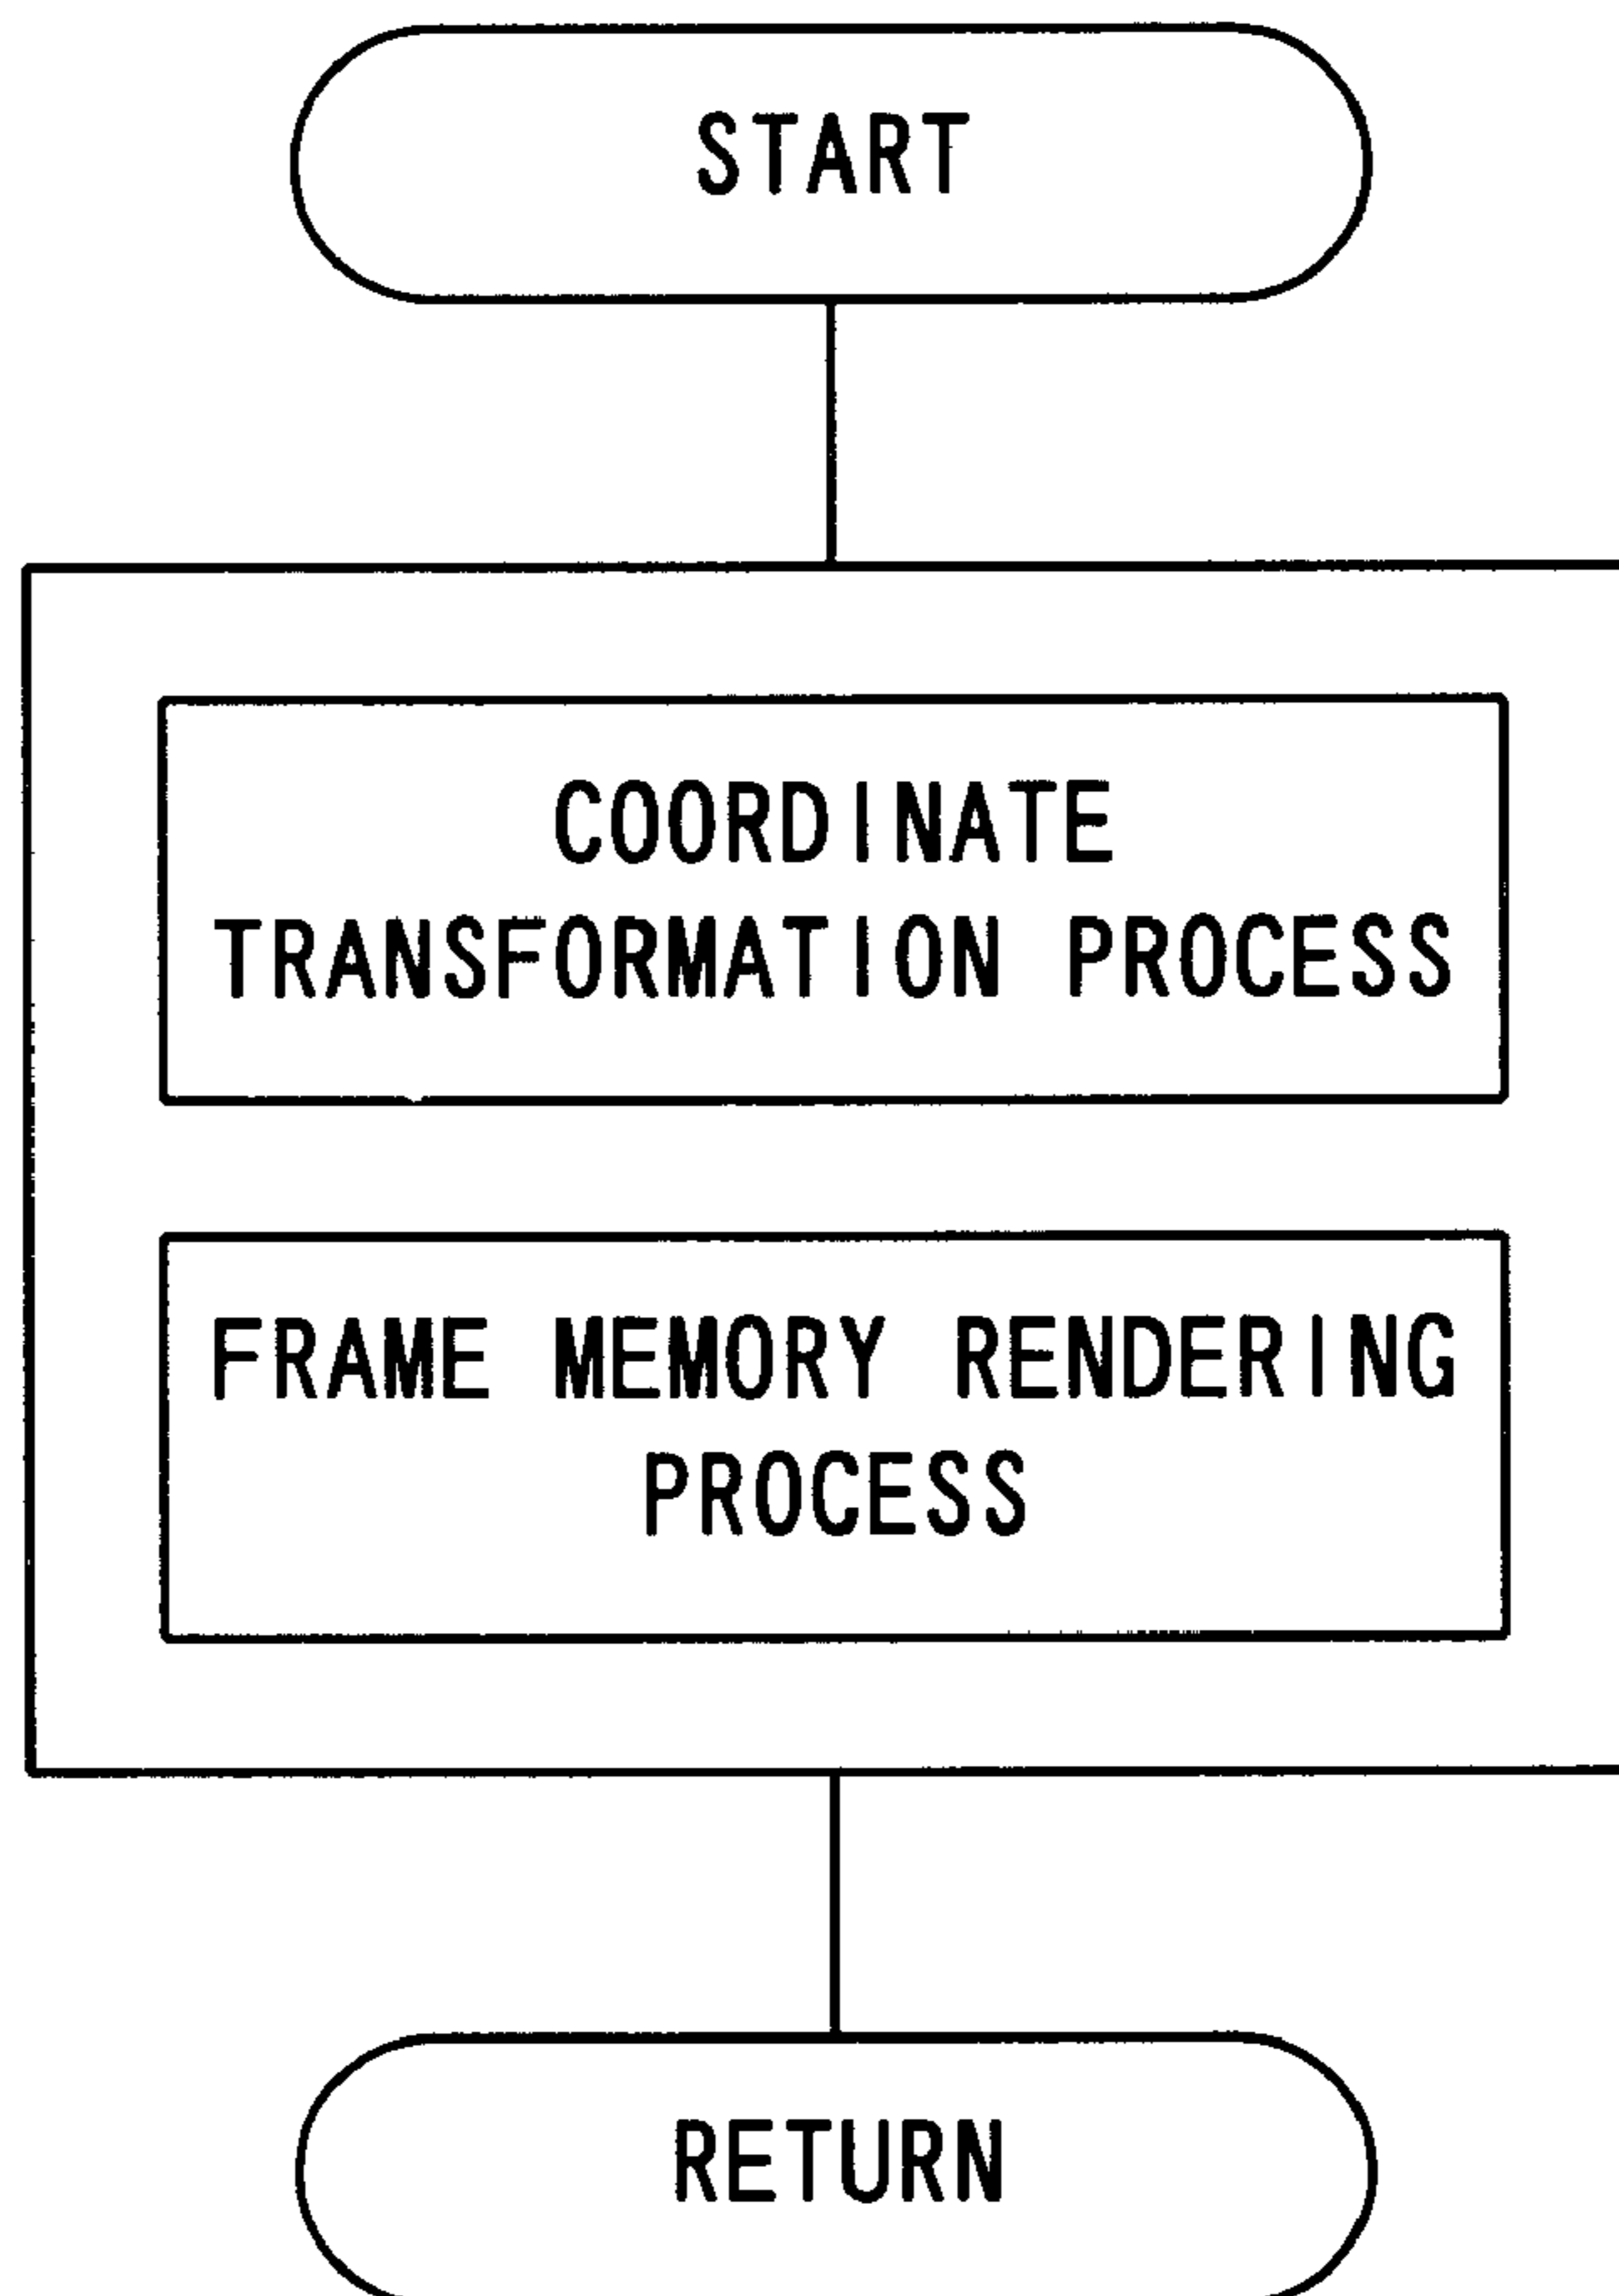 START
COORDINATE
TRANSFORMATION PROCESS
FRAME MEMORY RENDERING
PROCESS
RETURN